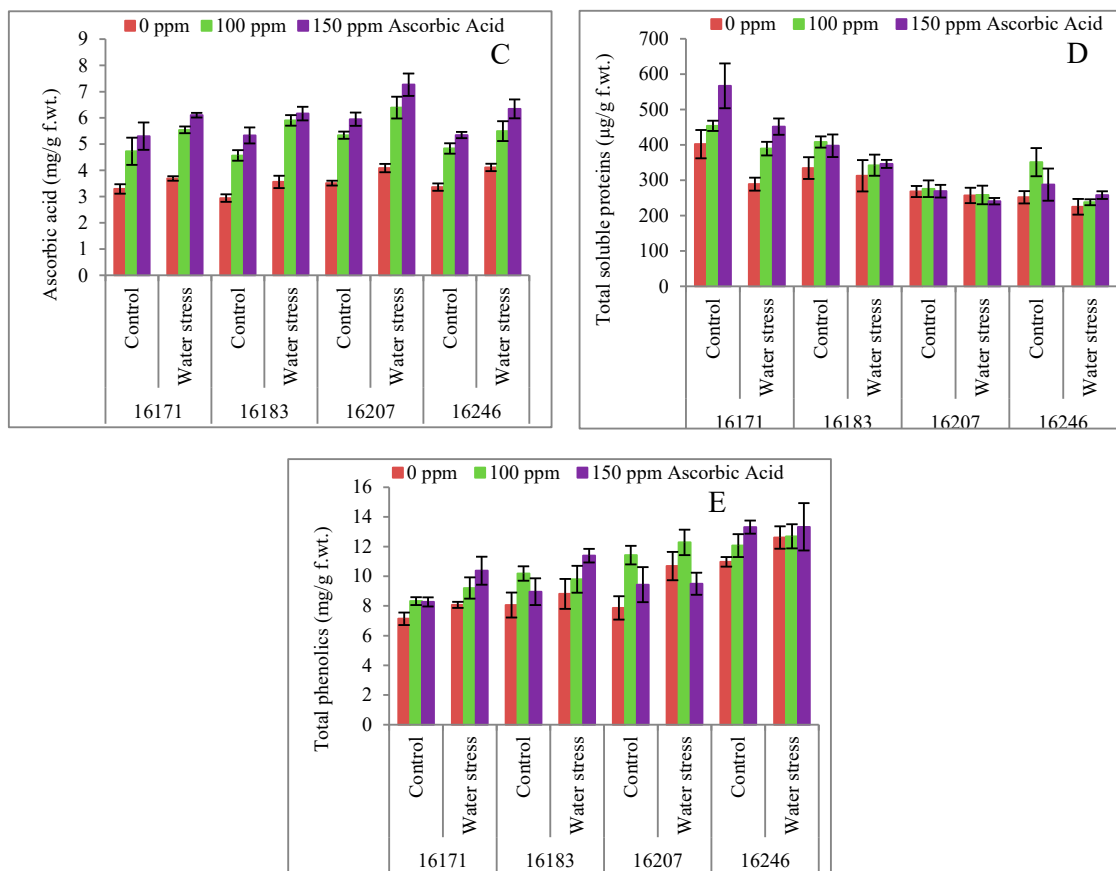 0 ppm 100 ppm 150 ppm Ascorbic Acid
C
Ascorbic acid (mg/g f.wt.)
9
8
7
6
5
4
3
2
1
0
Control Water stress Control Water stress Control Water stress Control Water stress
16171 16183 16207 16246
0 ppm 100 ppm 150 ppm Ascorbic Acid
D
Total soluble proteins (µg/g f.wt.)
700
600
500
400
300
200
100
0
Control Water stress Control Water stress Control Water stress Control Water stress
16171 16183 16207 16246
0 ppm 100 ppm 150 ppm Ascorbic Acid
E
Total phenolics (mg/g f.wt.)
16
14
12
10
8
6
4
2
0
Control Water stress Control Water stress Control Water stress Control Water stress
16171 16183 16207 16246